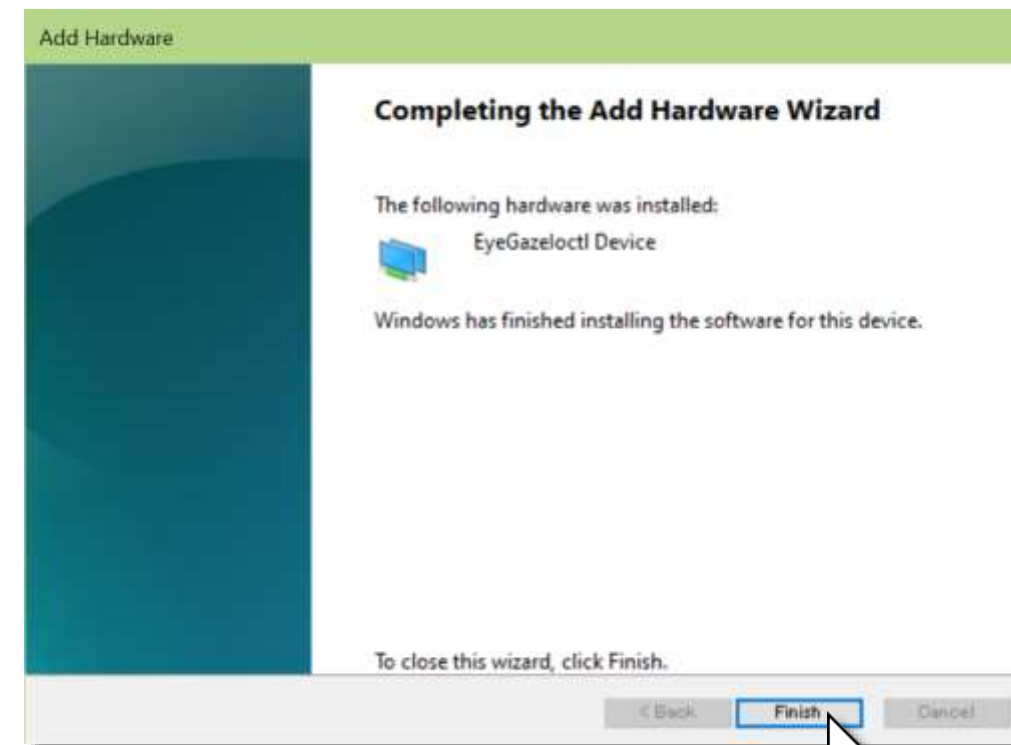 Add Hardware
Completing the Add Hardware Wizard
The following hardware was installed:
EyeGazeIoctl Device
Windows has finished installing the software for this device.
To close this wizard, click Finish.
< Back Finish Cancel